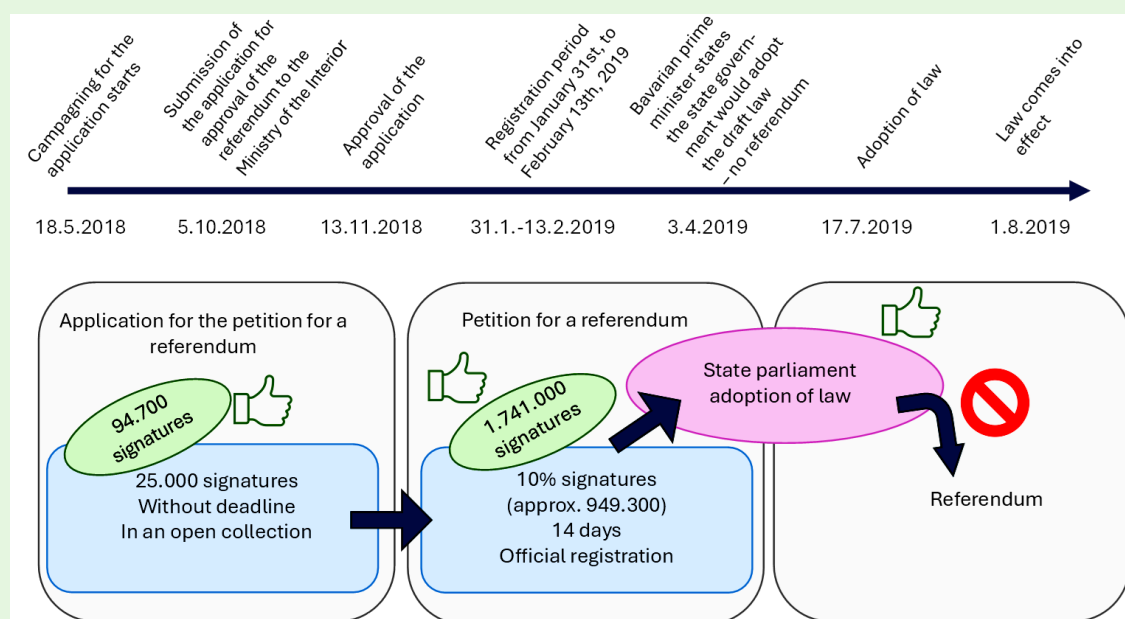 Campagning for the
application starts
Submission of
the application for
approval of the
referendum to the
Ministry of the Interior
Approval of the
application
Registration period
from January 31st, to
February 13th, 2019
Bavarian prime
minister states
the state govern-
ment would adopt
the draft law
– no referendum
Adoption of law
Law comes into
effect
18.5.2018
5.10.2018
13.11.2018
31.1.-13.2.2019
3.4.2019
17.7.2019
1.8.2019
Application for the petition for a
referendum
94.700
signatures
25.000 signatures
Without deadline
In an open collection
Petition for a referendum
1.741.000
signatures
10% signatures
(approx. 949.300)
14 days
Official registration
State parliament
adoption of law
Referendum